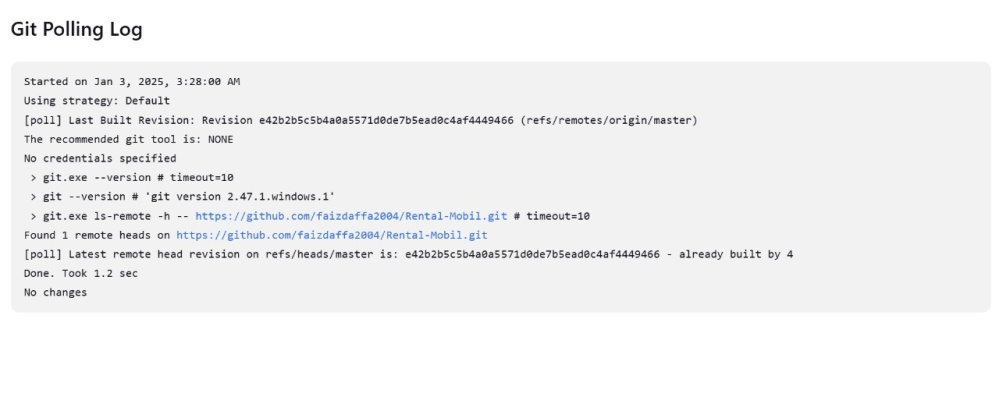 Git Polling Log
Started on Jan 3, 2025, 3:28:00 AM
Using strategy: Default
[poll] Last Built Revision: Revision e42b2b5c5b4a0a5571d0de7b5ead0c4af4449466 (refs/remotes/origin/master)
The recommended git tool is: NONE
No credentials specified
> git.exe --version # timeout=10
> git --version # 'git version 2.47.1.windows.1'
> git.exe ls-remote -h -- https://github.com/faizdaffa2004/Rental-Mobil.git # timeout=10
Found 1 remote heads on https://github.com/faizdaffa2004/Rental-Mobil.git
[poll] Latest remote head revision on refs/heads/master is: e42b2b5c5b4a0a5571d0de7b5ead0c4af4449466 - already built by 4
Done. Took 1.2 sec
No changes